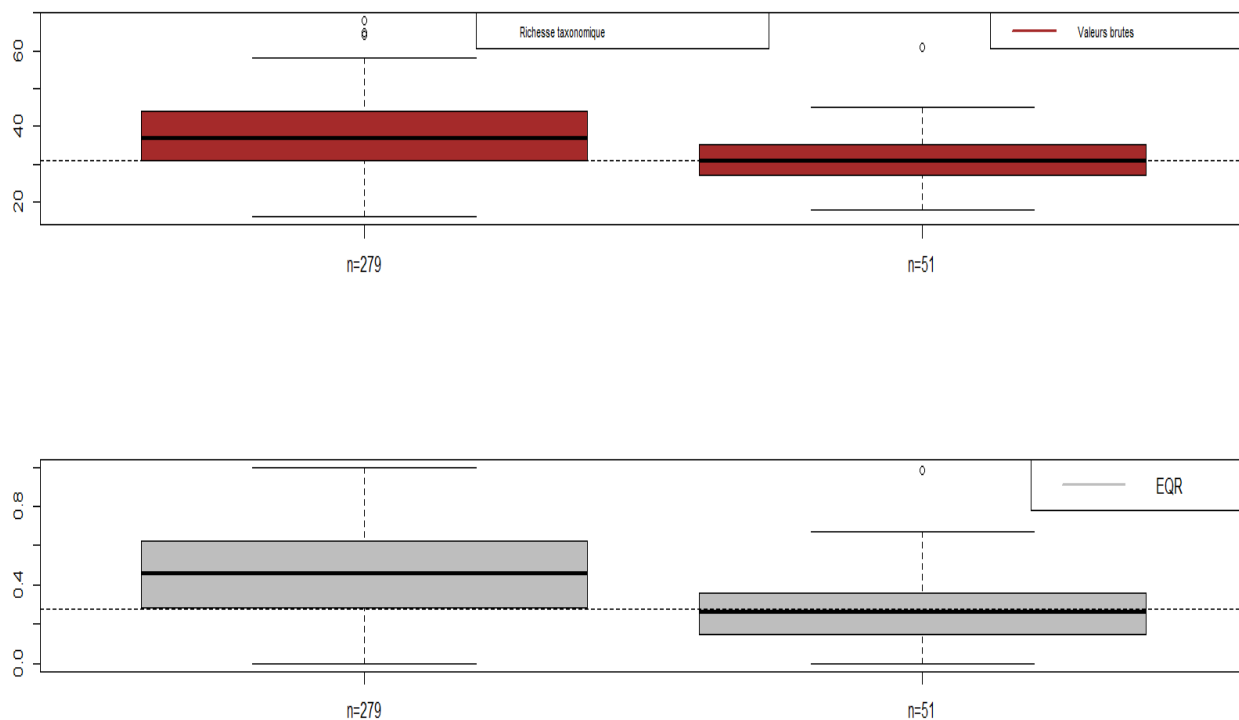 Richesse taxonomique
Valeurs brutes
60
40
20
n=279
n=51
EQR
0.8
0.4
0.0
n=279
n=51